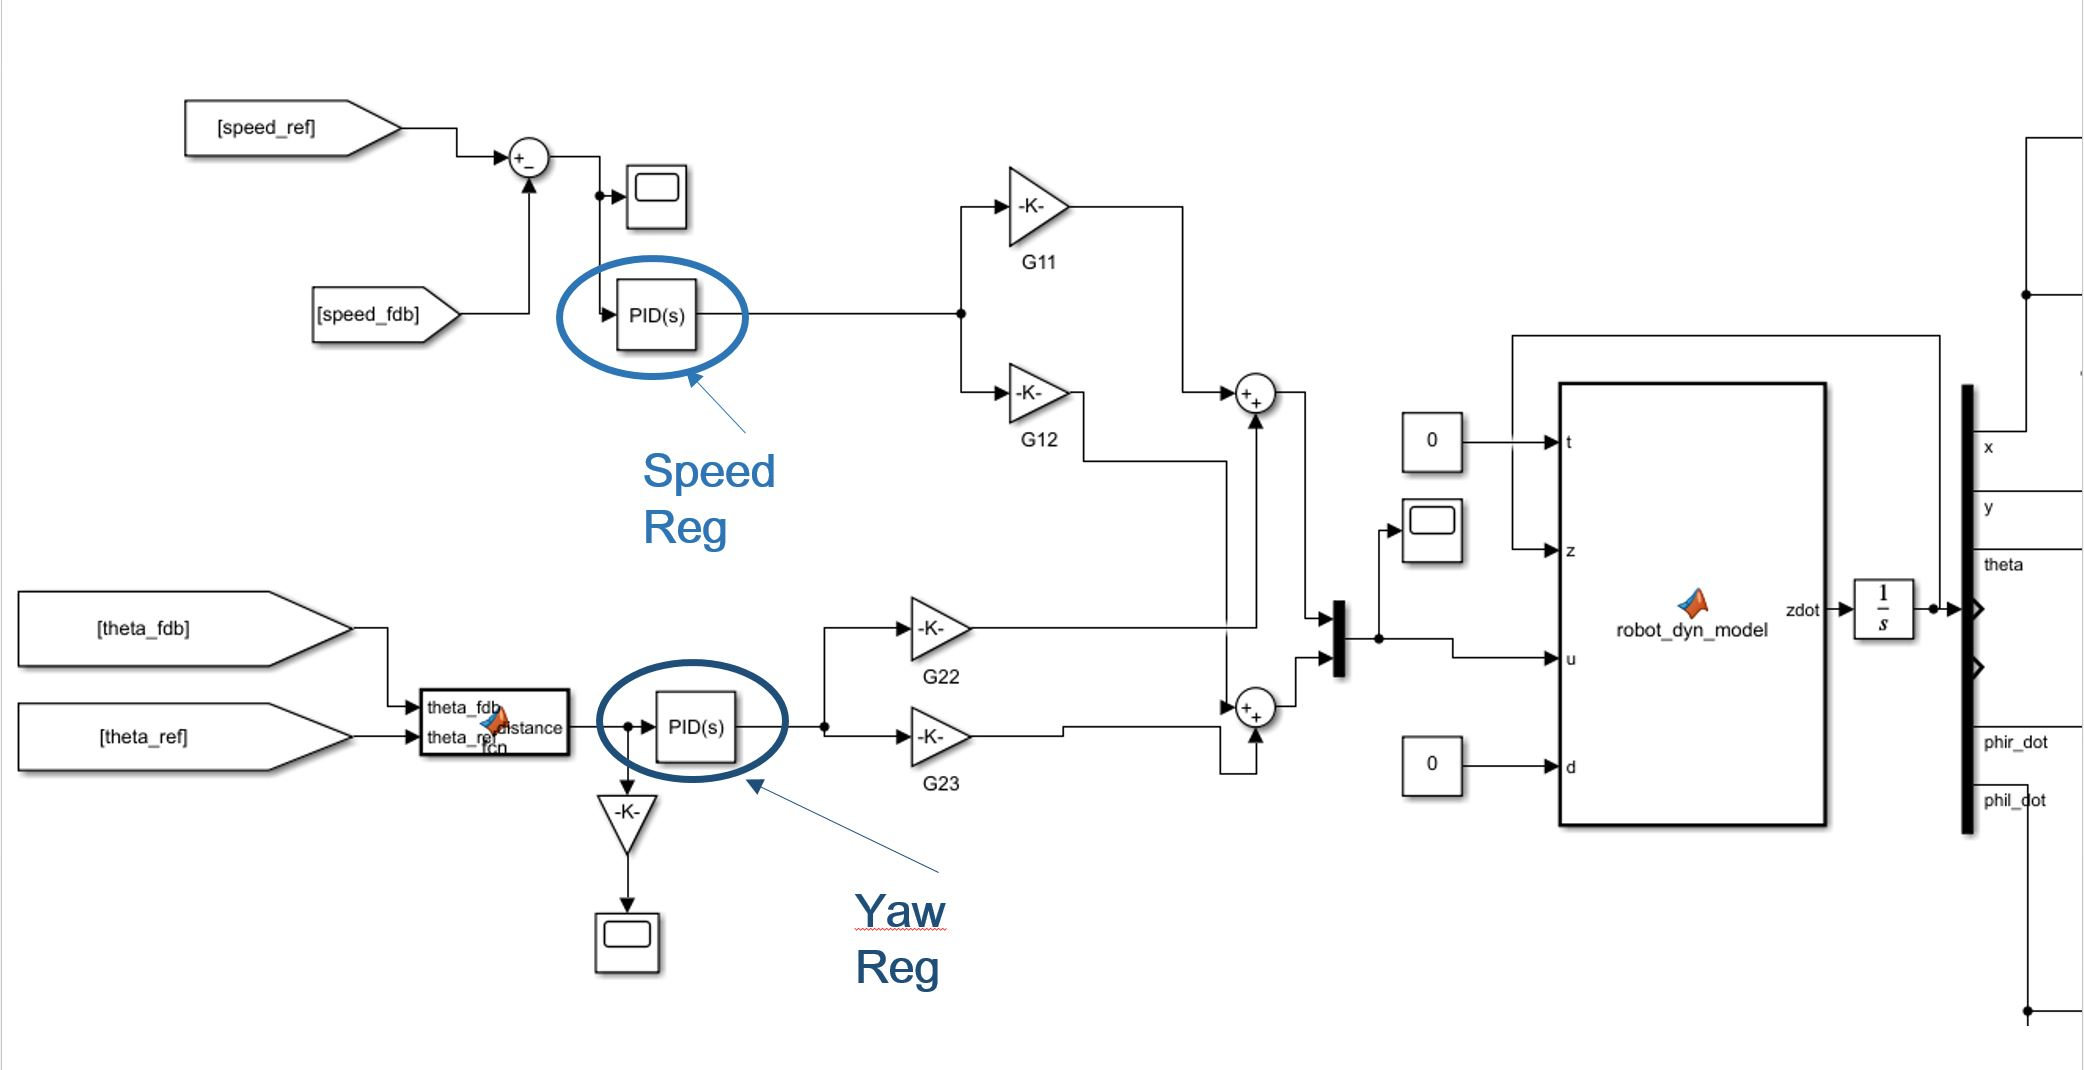 [speed_ref]
+
−
[speed_fdb]
PID(s)
-K-
G11
-K-
G12
Speed
Reg
+
+
0
t
z
robot_dyn_model
zdot
1
s
u
0
d
x
y
theta
phir_dot
phil_dot
[theta_fdb]
[theta_ref]
theta_fdb
theta_ref
distance
fcn
PID(s)
-K-
G22
-K-
G23
+
+
-K-
Yaw
Reg